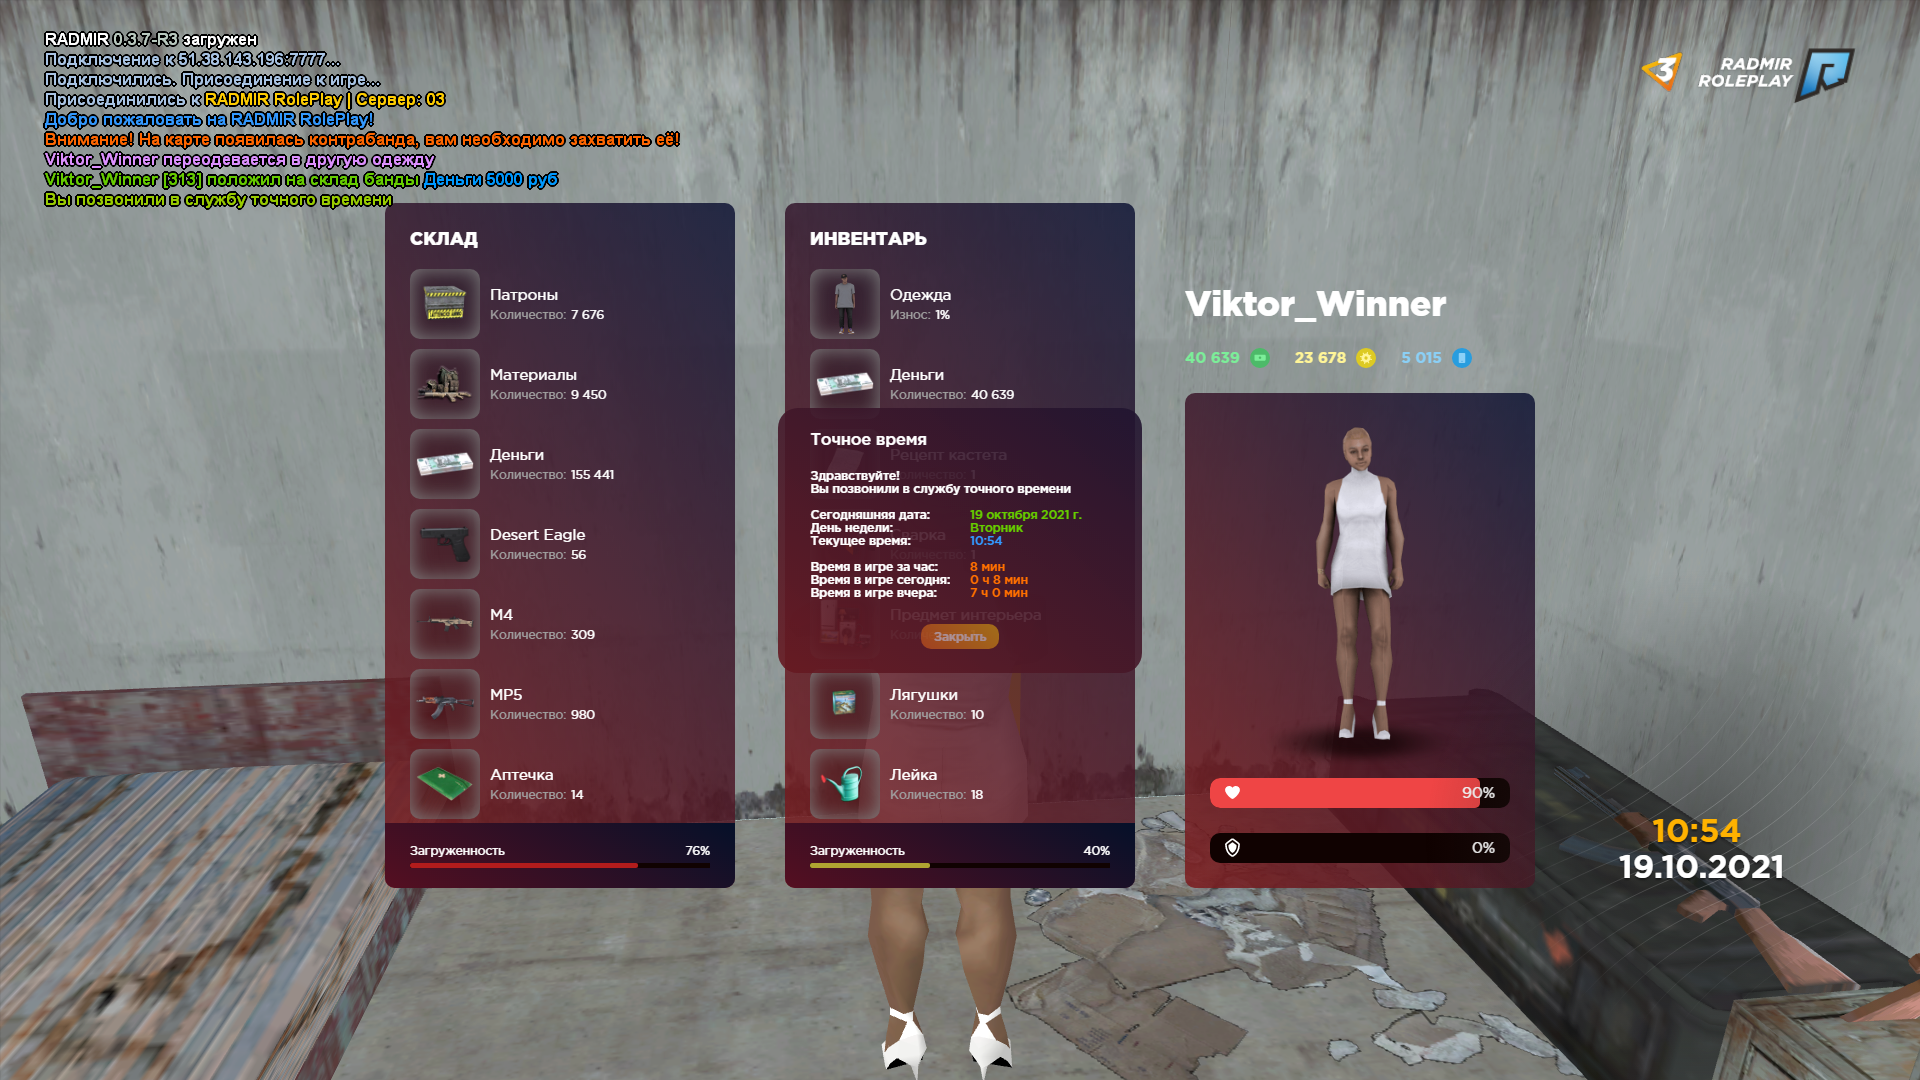 RADMIR 0.3.7-R3 загружен
Подключение к 51.38.143.196:7777...
Подключились. Присоединение к игре...
Присоединились к RADMIR RolePlay | Сервер: 03
Добро пожаловать на RADMIR RolePlay!
Внимание! На карте появилась контрабанда, вам необходимо захватить её!
Viktor_Winner переодевается в другую одежду
Viktor_Winner [313] положил на склад банды Деньги 5000 руб
Вы позвонили в службу точного времени
3
RADMIR
ROLEPLAY
СКЛАД
Патроны
Количество: 7 676
Материалы
Количество: 9 450
Деньги
Количество: 155 441
Desert Eagle
Количество: 56
M4
Количество: 309
MP5
Количество: 980
Аптечка
Количество: 14
Загруженность 76%
ИНВЕНТАРЬ
Одежда
Износ: 1%
Деньги
Количество: 40 639
Рецепт кастета
Количество: 1
Количество: 1
Предмет интерьера
Точное время
Здравствуйте!
Вы позвонили в службу точного времени
Сегодняшняя дата: 19 октября 2021 г.
День недели: Вторник
Текущее время: 10:54
Время в игре за час: 8 мин
Время в игре сегодня: 0 ч 8 мин
Время в игре вчера: 7 ч 0 мин
Закрыть
Лягушки
Количество: 10
Лейка
Количество: 18
Загруженность 40%
Viktor_Winner
40 639 23 678 5 015
90%
0%
10:54
19.10.2021